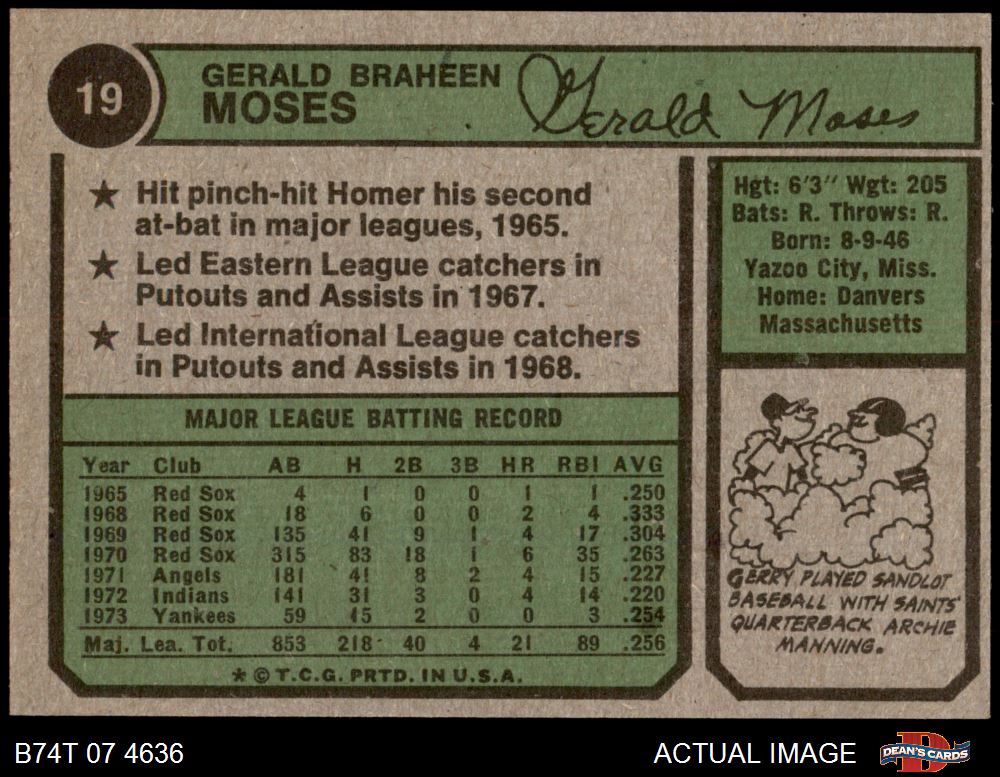 19
GERALD BRAHEEN
MOSES
Gerald Moses
★ Hit pinch-hit Homer his second
at-bat in major leagues, 1965.
★ Led Eastern League catchers in
Putouts and Assists in 1967.
★ Led International League catchers
in Putouts and Assists in 1968.
Hgt: 6'3" Wgt: 205
Bats: R. Throws: R.
Born: 8-9-46
Yazoo City, Miss.
Home: Danvers
Massachusetts
MAJOR LEAGUE BATTING RECORD
Year Club AB H 2B 3B HR RBI AVG
1965 Red Sox 4 1 0 0 1 1 .250
1968 Red Sox 18 6 0 0 2 4 .333
1969 Red Sox 135 41 9 1 4 17 .304
1970 Red Sox 315 83 18 1 6 35 .263
1971 Angels 181 41 8 2 4 15 .227
1972 Indians 141 31 3 0 4 14 .220
1973 Yankees 59 15 2 0 0 3 .254
Maj. Lea. Tot. 853 218 40 4 21 89 .256
* © T.C.G. PRTD. IN U.S.A.
GERRY PLAYED SANDLOT
BASEBALL WITH SAINTS'
QUARTERBACK ARCHIE
MANNING.
B74T 07 4636
ACTUAL IMAGE
D
DEAN'S CARDS